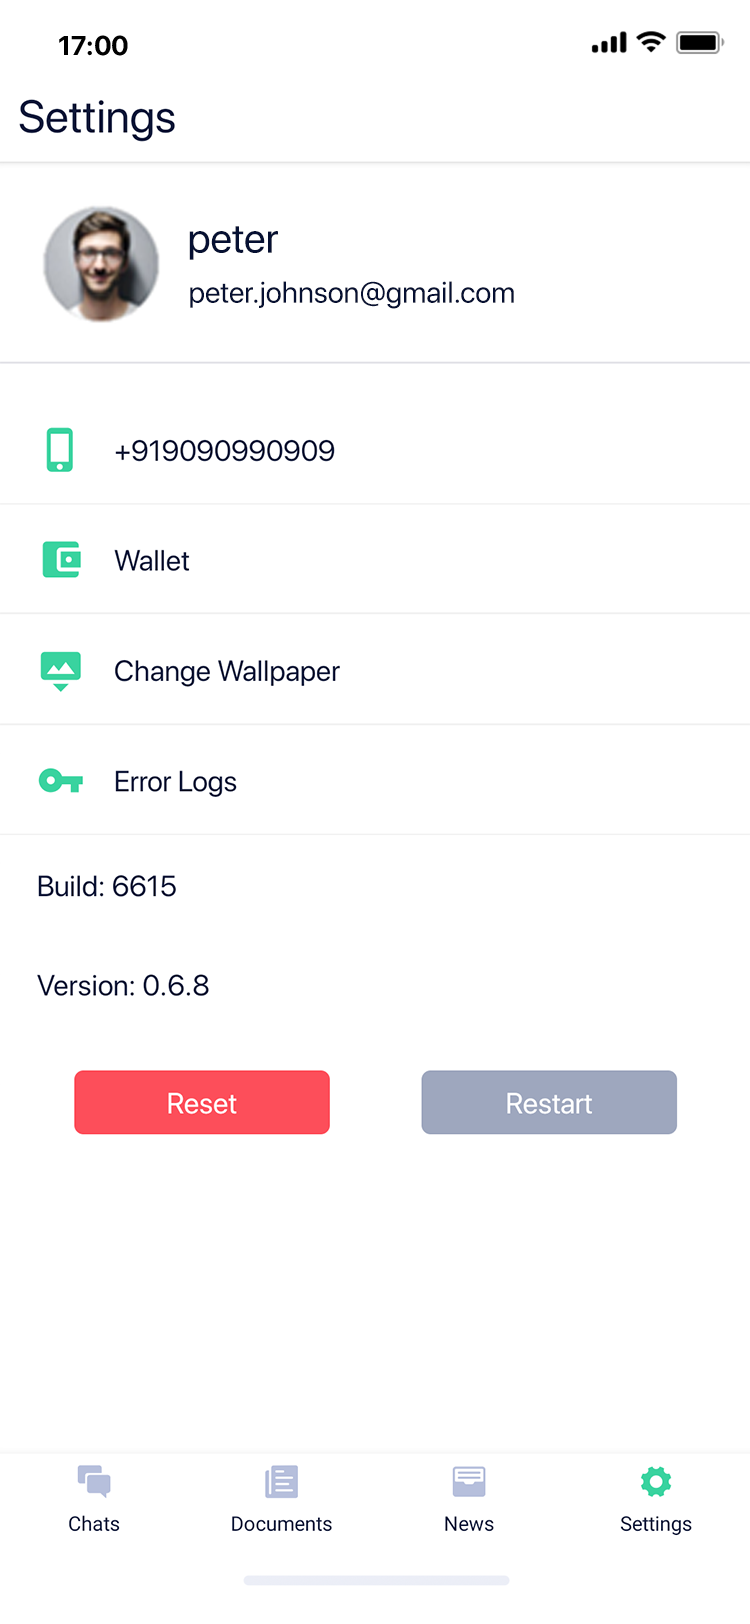 17:00
Settings
peter
peter.johnson@gmail.com
+919090990909
Wallet
Change Wallpaper
Error Logs
Build: 6615
Version: 0.6.8
Reset
Restart
Chats
Documents
News
Settings